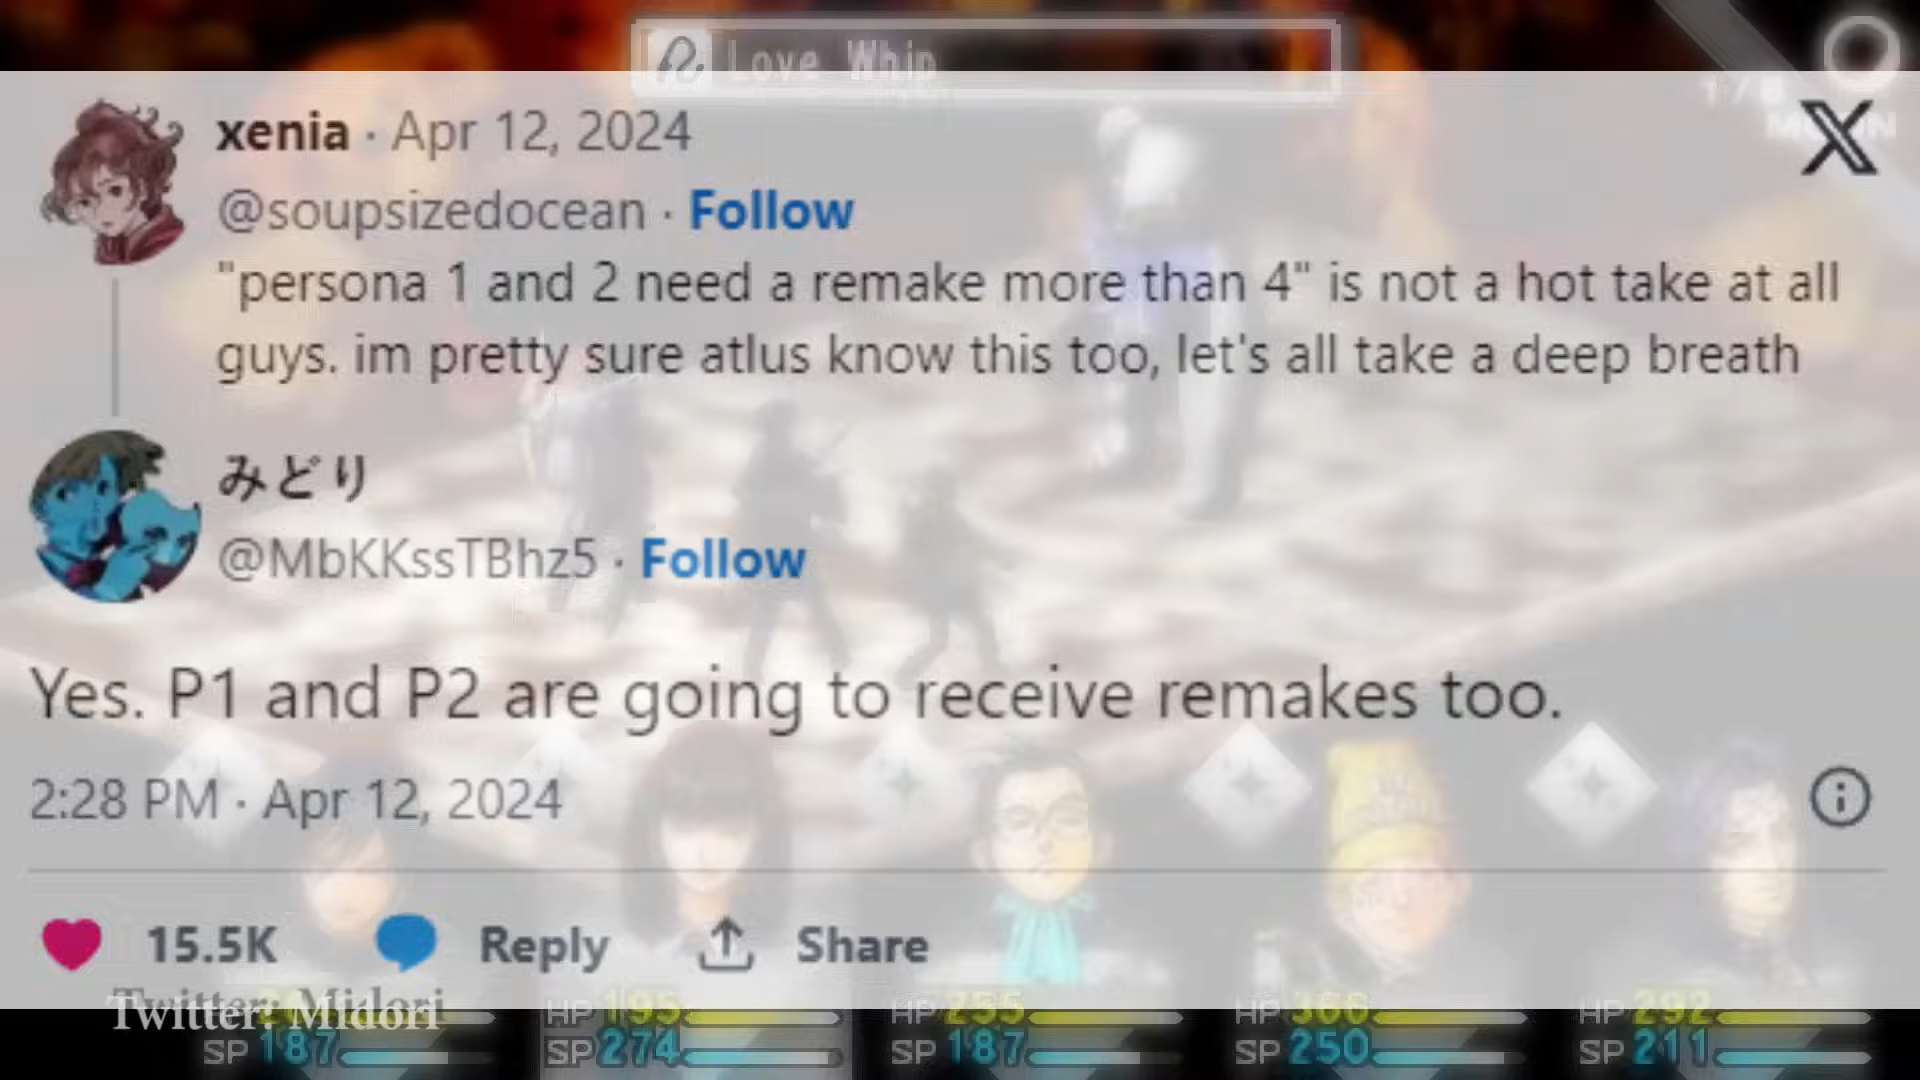 Love Whip
1/8
xenia · Apr 12, 2024
@soupsizedocean · Follow
"persona 1 and 2 need a remake more than 4" is not a hot take at all
guys. im pretty sure atlus know this too, let's all take a deep breath
みどり
@MbKKssTBhz5 · Follow
Yes. P1 and P2 are going to receive remakes too.
2:28 PM · Apr 12, 2024
15.5K Reply Share
Twitter: Midori
HP 195 HP 255 HP 366 HP 292
SP 187 SP 274 SP 187 SP 250 SP 211